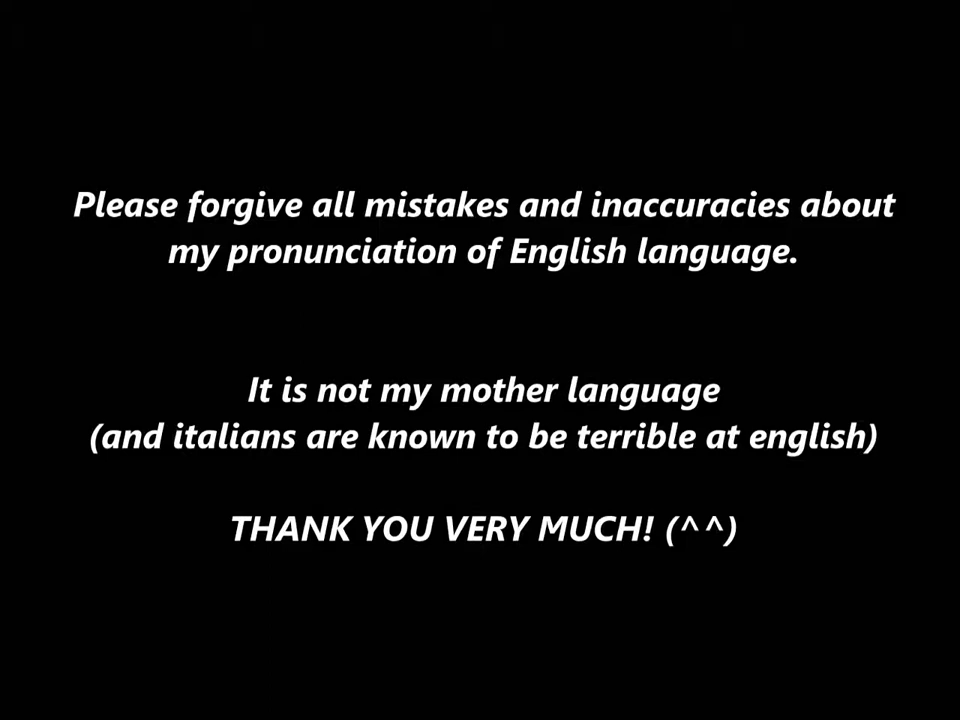 Please forgive all mistakes and inaccuracies about
my pronunciation of English language.
It is not my mother language
(and italians are known to be terrible at english)
THANK YOU VERY MUCH! (^^)